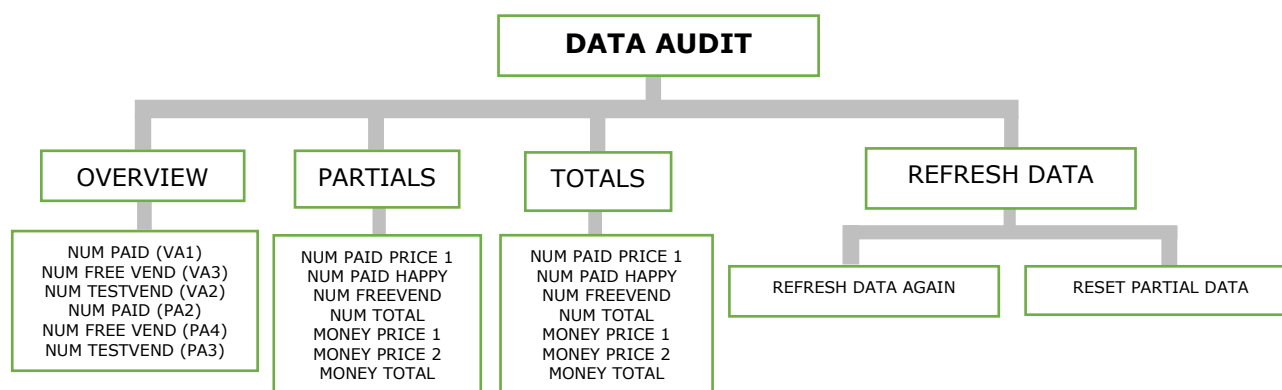 DATA AUDIT
OVERVIEW
PARTIALS
TOTALS
REFRESH DATA
NUM PAID (VA1)
NUM FREE VEND (VA3)
NUM TESTVEND (VA2)
NUM PAID (PA2)
NUM FREE VEND (PA4)
NUM TESTVEND (PA3)
NUM PAID PRICE 1
NUM PAID HAPPY
NUM FREEVEND
NUM TOTAL
MONEY PRICE 1
MONEY PRICE 2
MONEY TOTAL
NUM PAID PRICE 1
NUM PAID HAPPY
NUM FREEVEND
NUM TOTAL
MONEY PRICE 1
MONEY PRICE 2
MONEY TOTAL
REFRESH DATA AGAIN
RESET PARTIAL DATA